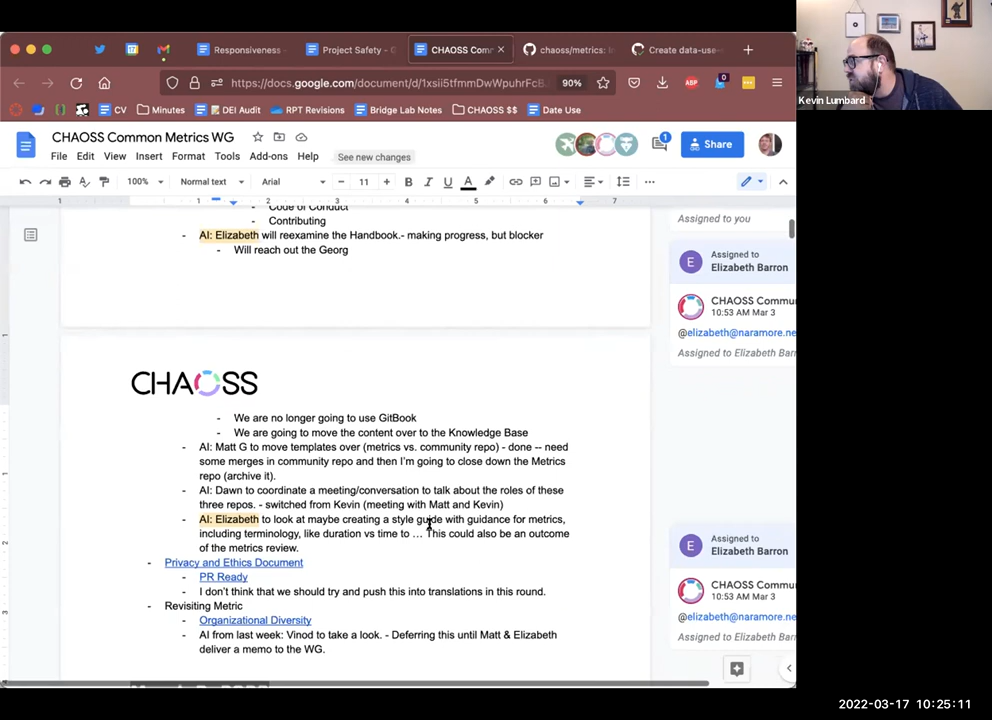 Responsiveness
Project Safety - G
CHAOSS Comm
chaoss/metrics:
Create data-use-
https://docs.google.com/document/d/1xsii5tfmmDwWpuhrFcB
90%
ABP
0
CV
Minutes
DEI Audit
RPT Revisions
Bridge Lab Notes
CHAOSS $$
Date Use
CHAOSS Common Metrics WG
File Edit View Insert Format Tools Add-ons Help
See new changes
1
Share
100%
Normal text
Arial
11
B I U A
1 1 2 3 4 5 6 7
Code of Conduct
- Contributing
- AI: Elizabeth will reexamine the Handbook.- making progress, but blocker
- Will reach out the Georg
CHAOSS
- We are no longer going to use GitBook
- We are going to move the content over to the Knowledge Base
- AI: Matt G to move templates over (metrics vs. community repo) - done -- need
some merges in community repo and then I'm going to close down the Metrics
repo (archive it).
- AI: Dawn to coordinate a meeting/conversation to talk about the roles of these
three repos. - switched from Kevin (meeting with Matt and Kevin)
- AI: Elizabeth to look at maybe creating a style guide with guidance for metrics,
including terminology, like duration vs time to … This could also be an outcome
of the metrics review.
- Privacy and Ethics Document
- PR Ready
- I don't think that we should try and push this into translations in this round.
- Revisiting Metric
- Organizational Diversity
- AI from last week: Vinod to take a look. - Deferring this until Matt & Elizabeth
deliver a memo to the WG.
Assigned to you
E
Assigned to
Elizabeth Barron
CHAOSS Commu
10:53 AM Mar 3
@elizabeth@naramore.ne
Assigned to Elizabeth Barr
E
Assigned to
Elizabeth Barron
CHAOSS Commu
10:53 AM Mar 3
@elizabeth@naramore.ne
Assigned to Elizabeth Barr
Kevin Lumbard
2022-03-17 10:25:11